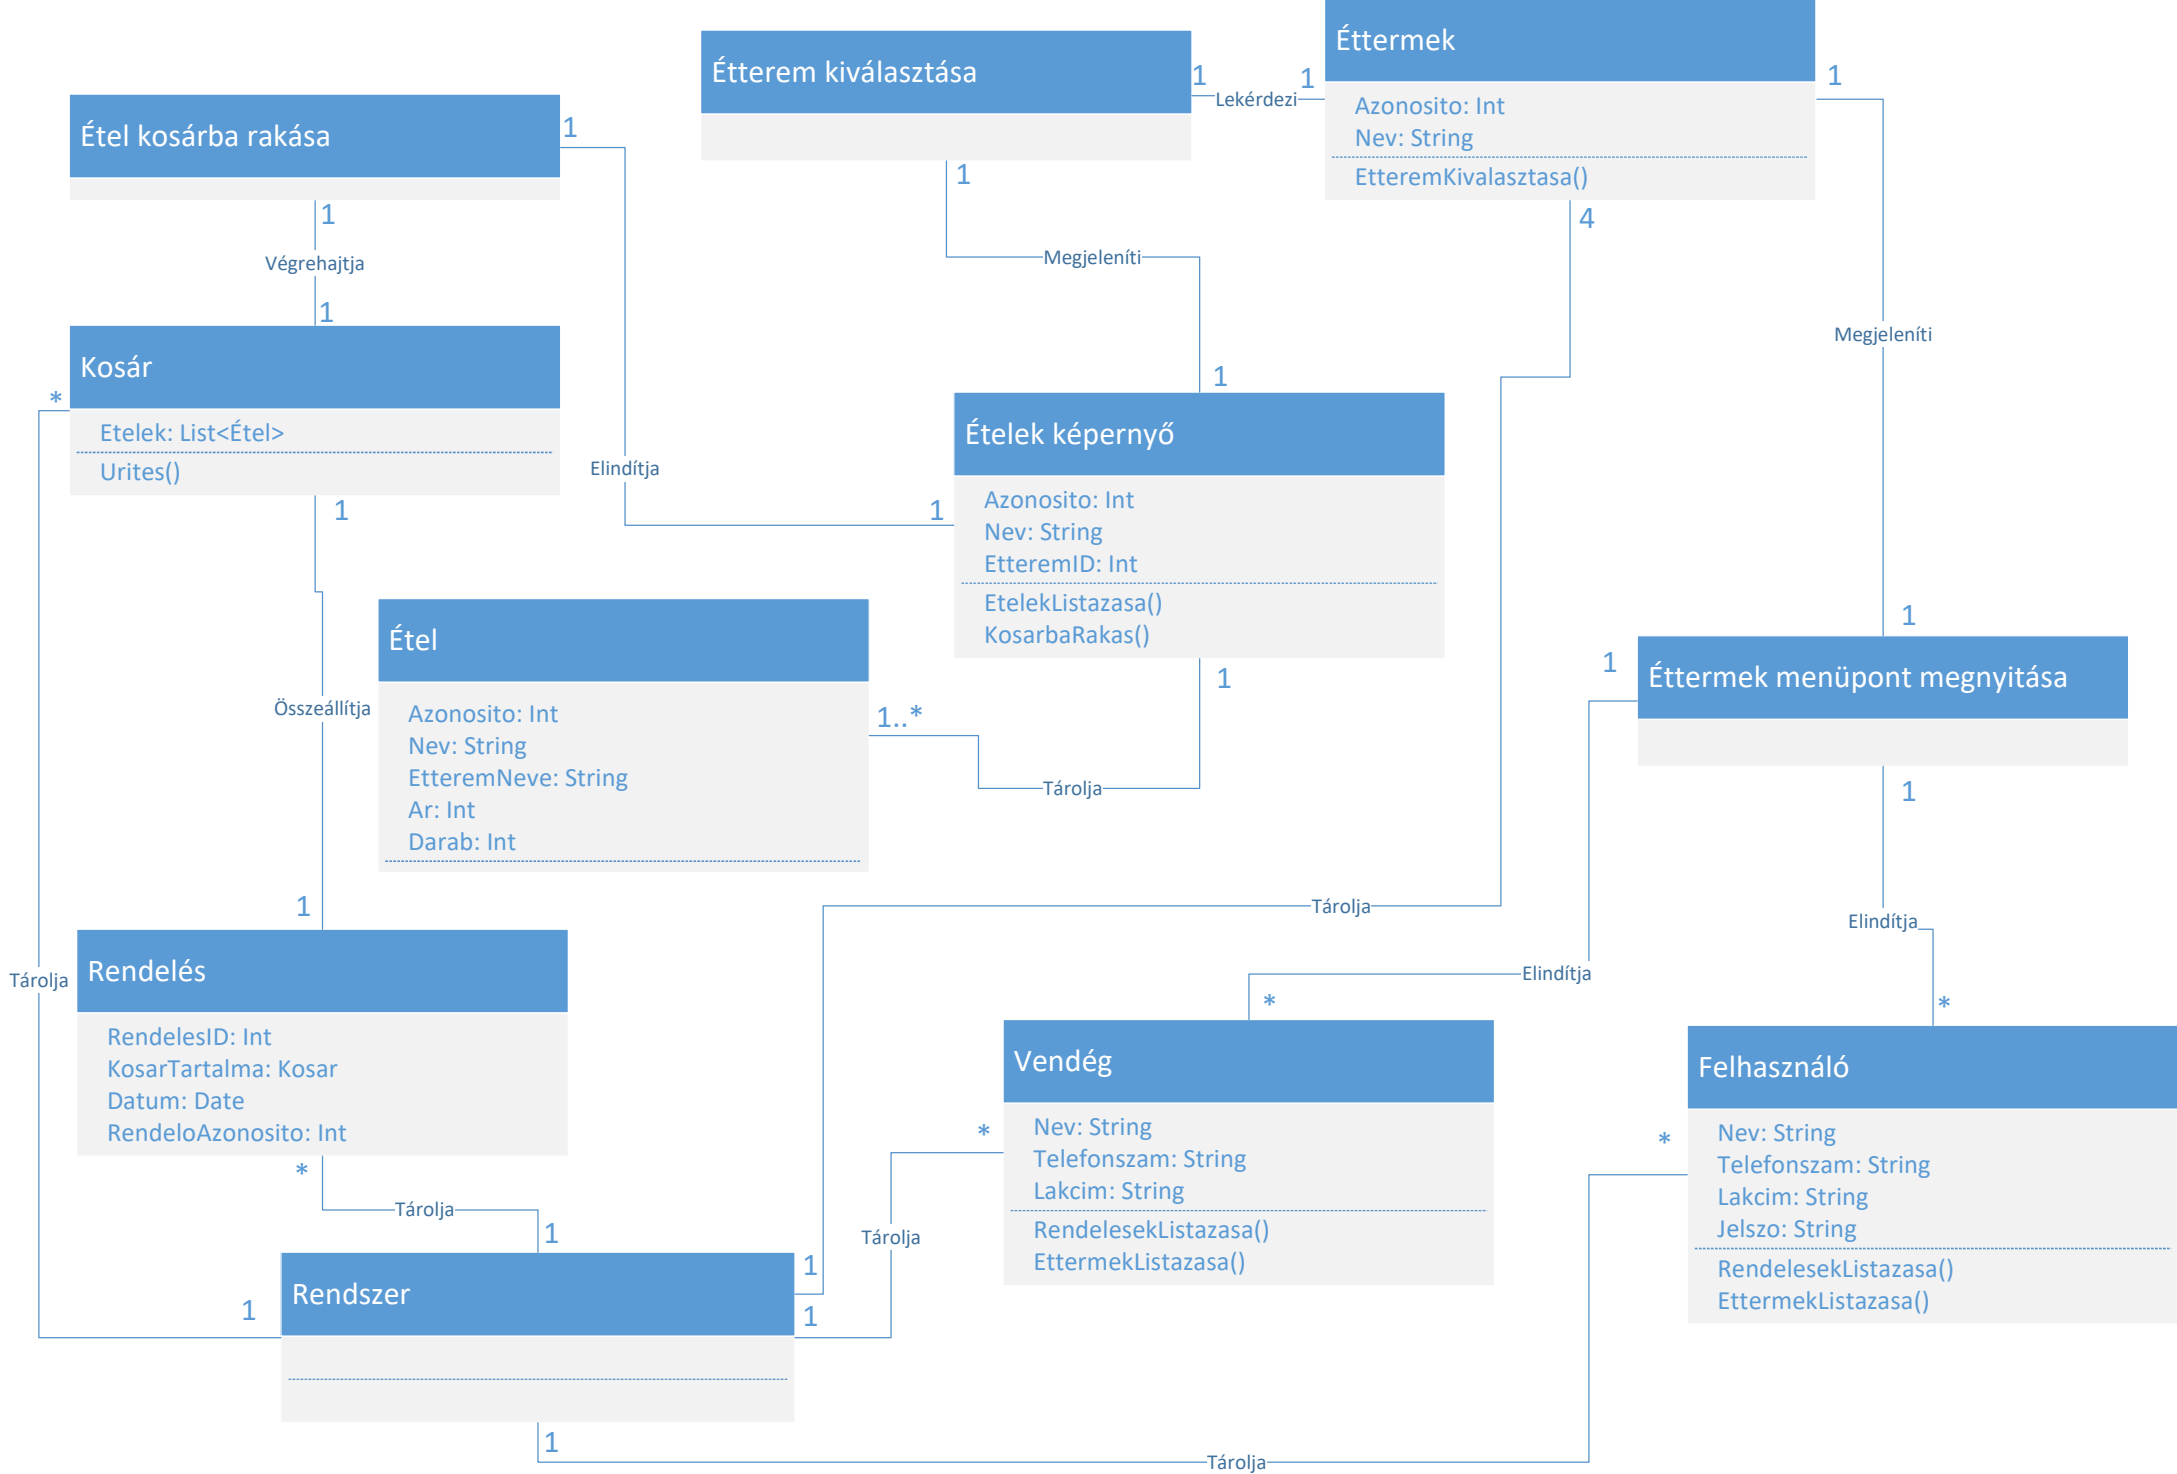 Éttermek
Azonosito: Int
Nev: String
EtteremKivalasztasa()
Étterem kiválasztása
1
Lekérdezi
1
1
Étel kosárba rakása
1
1
4
1
Végrehajtja
Megjeleníti
1
Megjeleníti
Kosár
*
Etelek: List<Étel>
Urites()
1
1
Elindítja
Ételek képernyő
1
Azonosito: Int
Nev: String
EtteremID: Int
EtelekListazasa()
KosarbaRakas()
1
Étel
Azonosito: Int
Nev: String
EtteremNeve: String
Ar: Int
Darab: Int
1..*
Tárolja
1
Éttermek menüpont megnyitása
1
1
Összeállítja
1
Tárolja
Elindítja
Rendelés
RendelesID: Int
KosarTartalma: Kosar
Datum: Date
RendeloAzonosito: Int
*
Tárolja
Elindítja
*
*
Vendég
Nev: String
Telefonszam: String
Lakcim: String
RendelesekListazasa()
EttermekListazasa()
*
Felhasználó
Nev: String
Telefonszam: String
Lakcim: String
Jelszo: String
RendelesekListazasa()
EttermekListazasa()
*
Tárolja
1
Tárolja
1
Rendszer
1
1
1
Tárolja